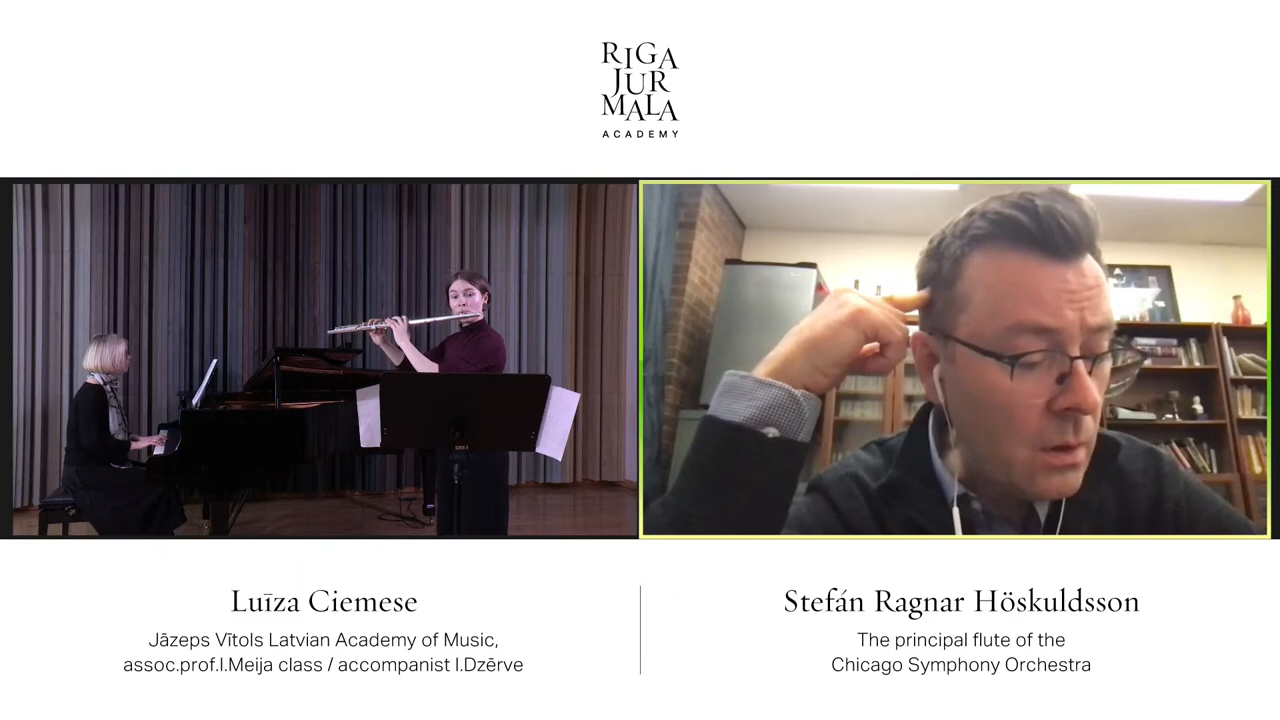 RIGA
JUR
MALA
ACADEMY
Luīza Ciemese
Jāzeps Vītols Latvian Academy of Music,
assoc.prof.I.Meija class / accompanist I.Dzērve
Stefán Ragnar Höskuldsson
The principal flute of the
Chicago Symphony Orchestra